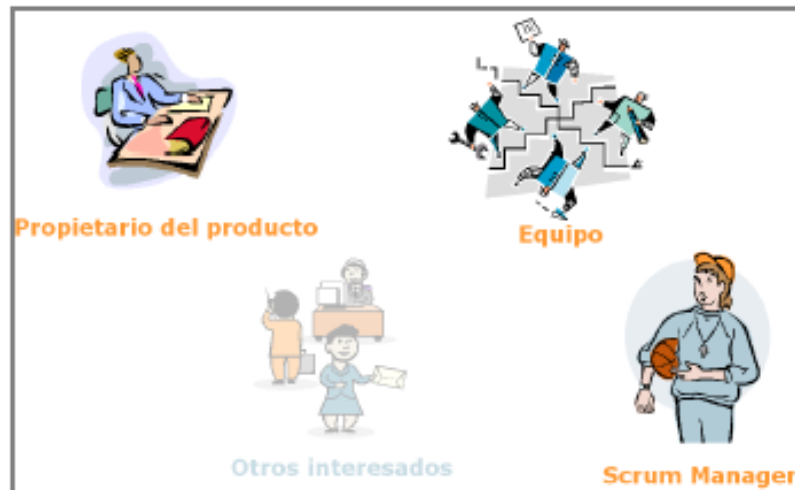 Propietario del producto
Equipo
Otros interesados
Scrum Manager